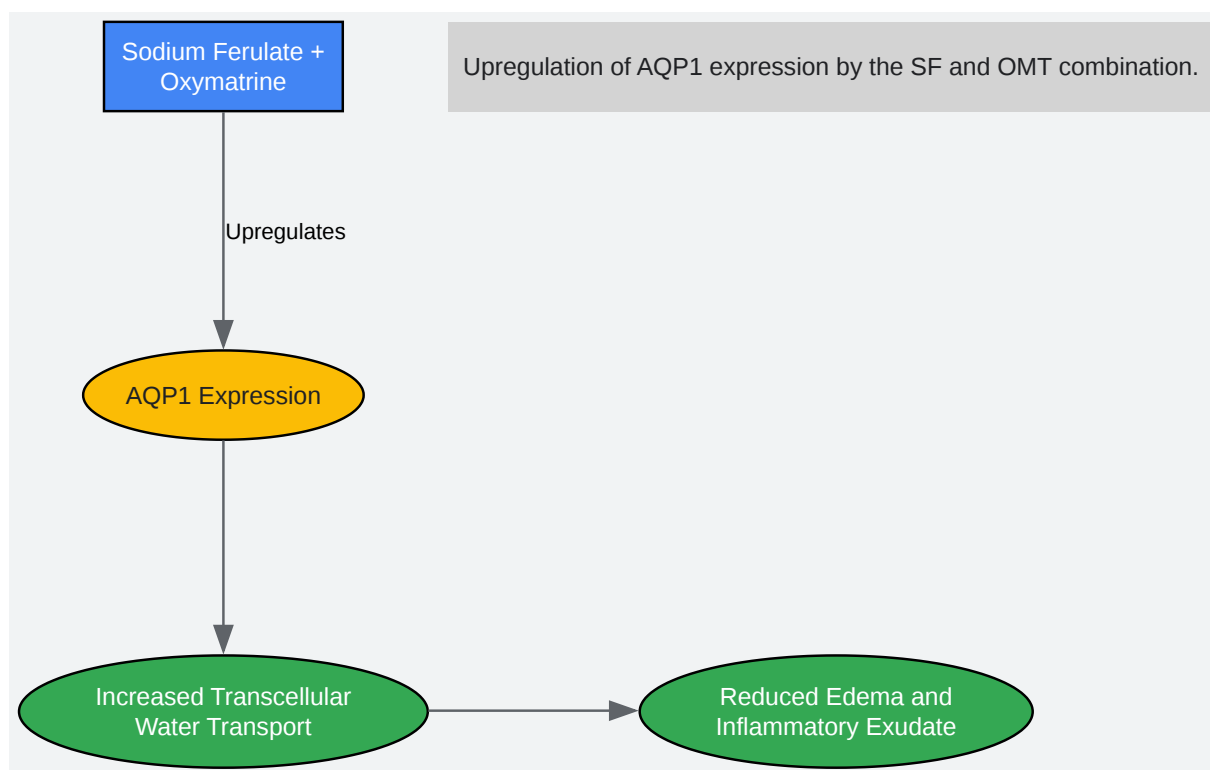 Sodium Ferulate +
Oxymatrine
Upregulation of AQP1 expression by the SF and OMT combination.
Upregulates
AQP1 Expression
Increased Transcellular
Water Transport
Reduced Edema and
Inflammatory Exudate